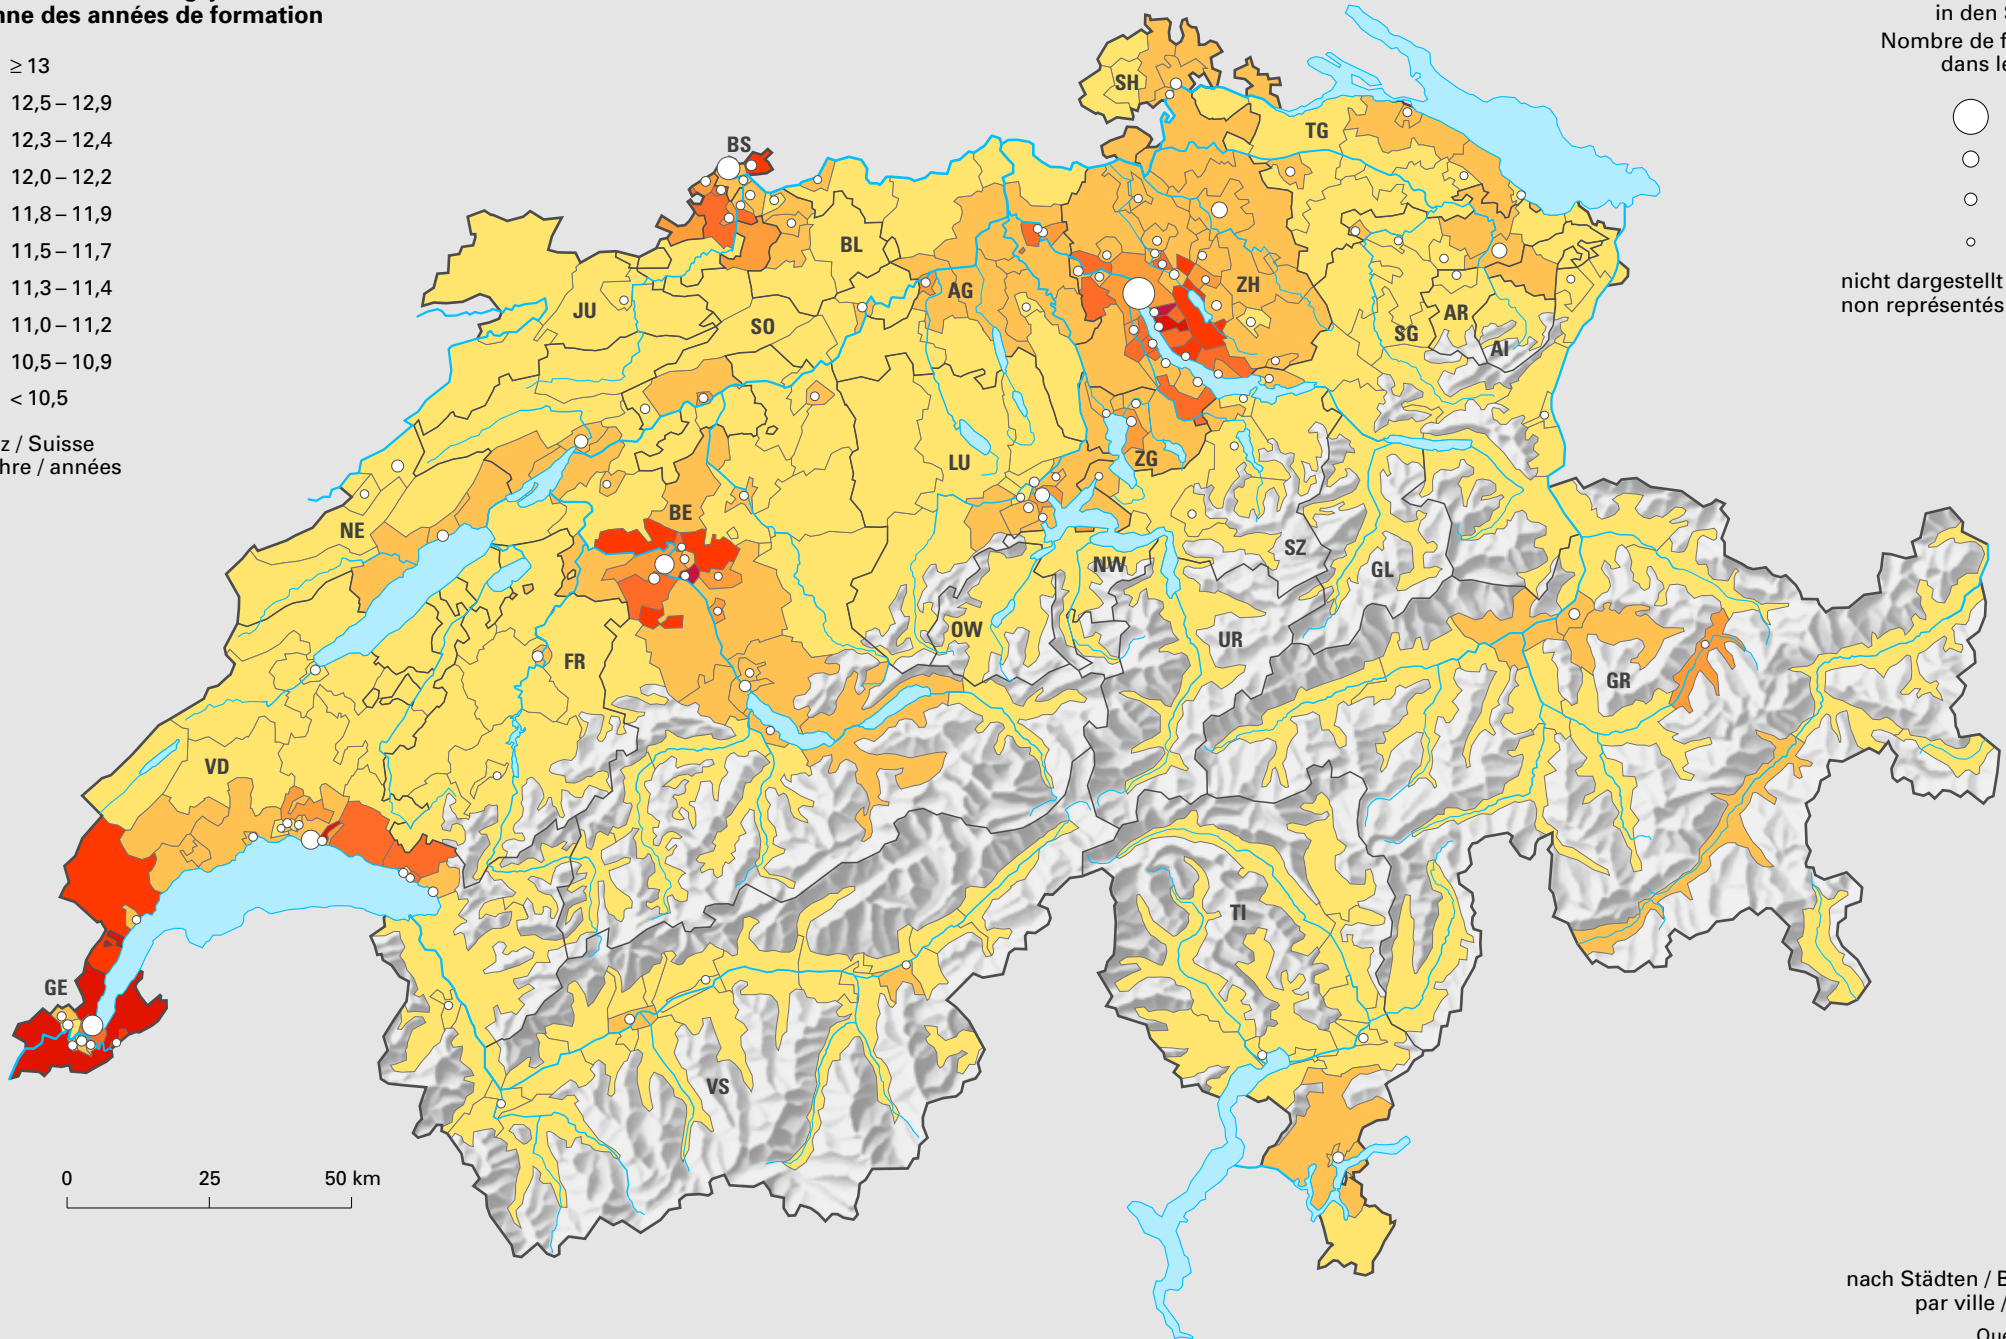 nne des années de formation
≥ 13
12,5 – 12,9
12,3 – 12,4
12,0 – 12,2
11,8 – 11,9
11,5 – 11,7
11,3 – 11,4
11,0 – 11,2
10,5 – 10,9
< 10,5
z / Suisse
hre / années
in den S
Nombre de f
dans le
nicht dargestellt
non représentés
SH
TG
BS
BL
ZH
JU
AG
SO
AR
SG
AI
LU
ZG
BE
NE
SZ
NW
GL
OW
UR
FR
GR
VD
TI
GE
VS
0 25 50 km
nach Städten / B
par ville /
Que